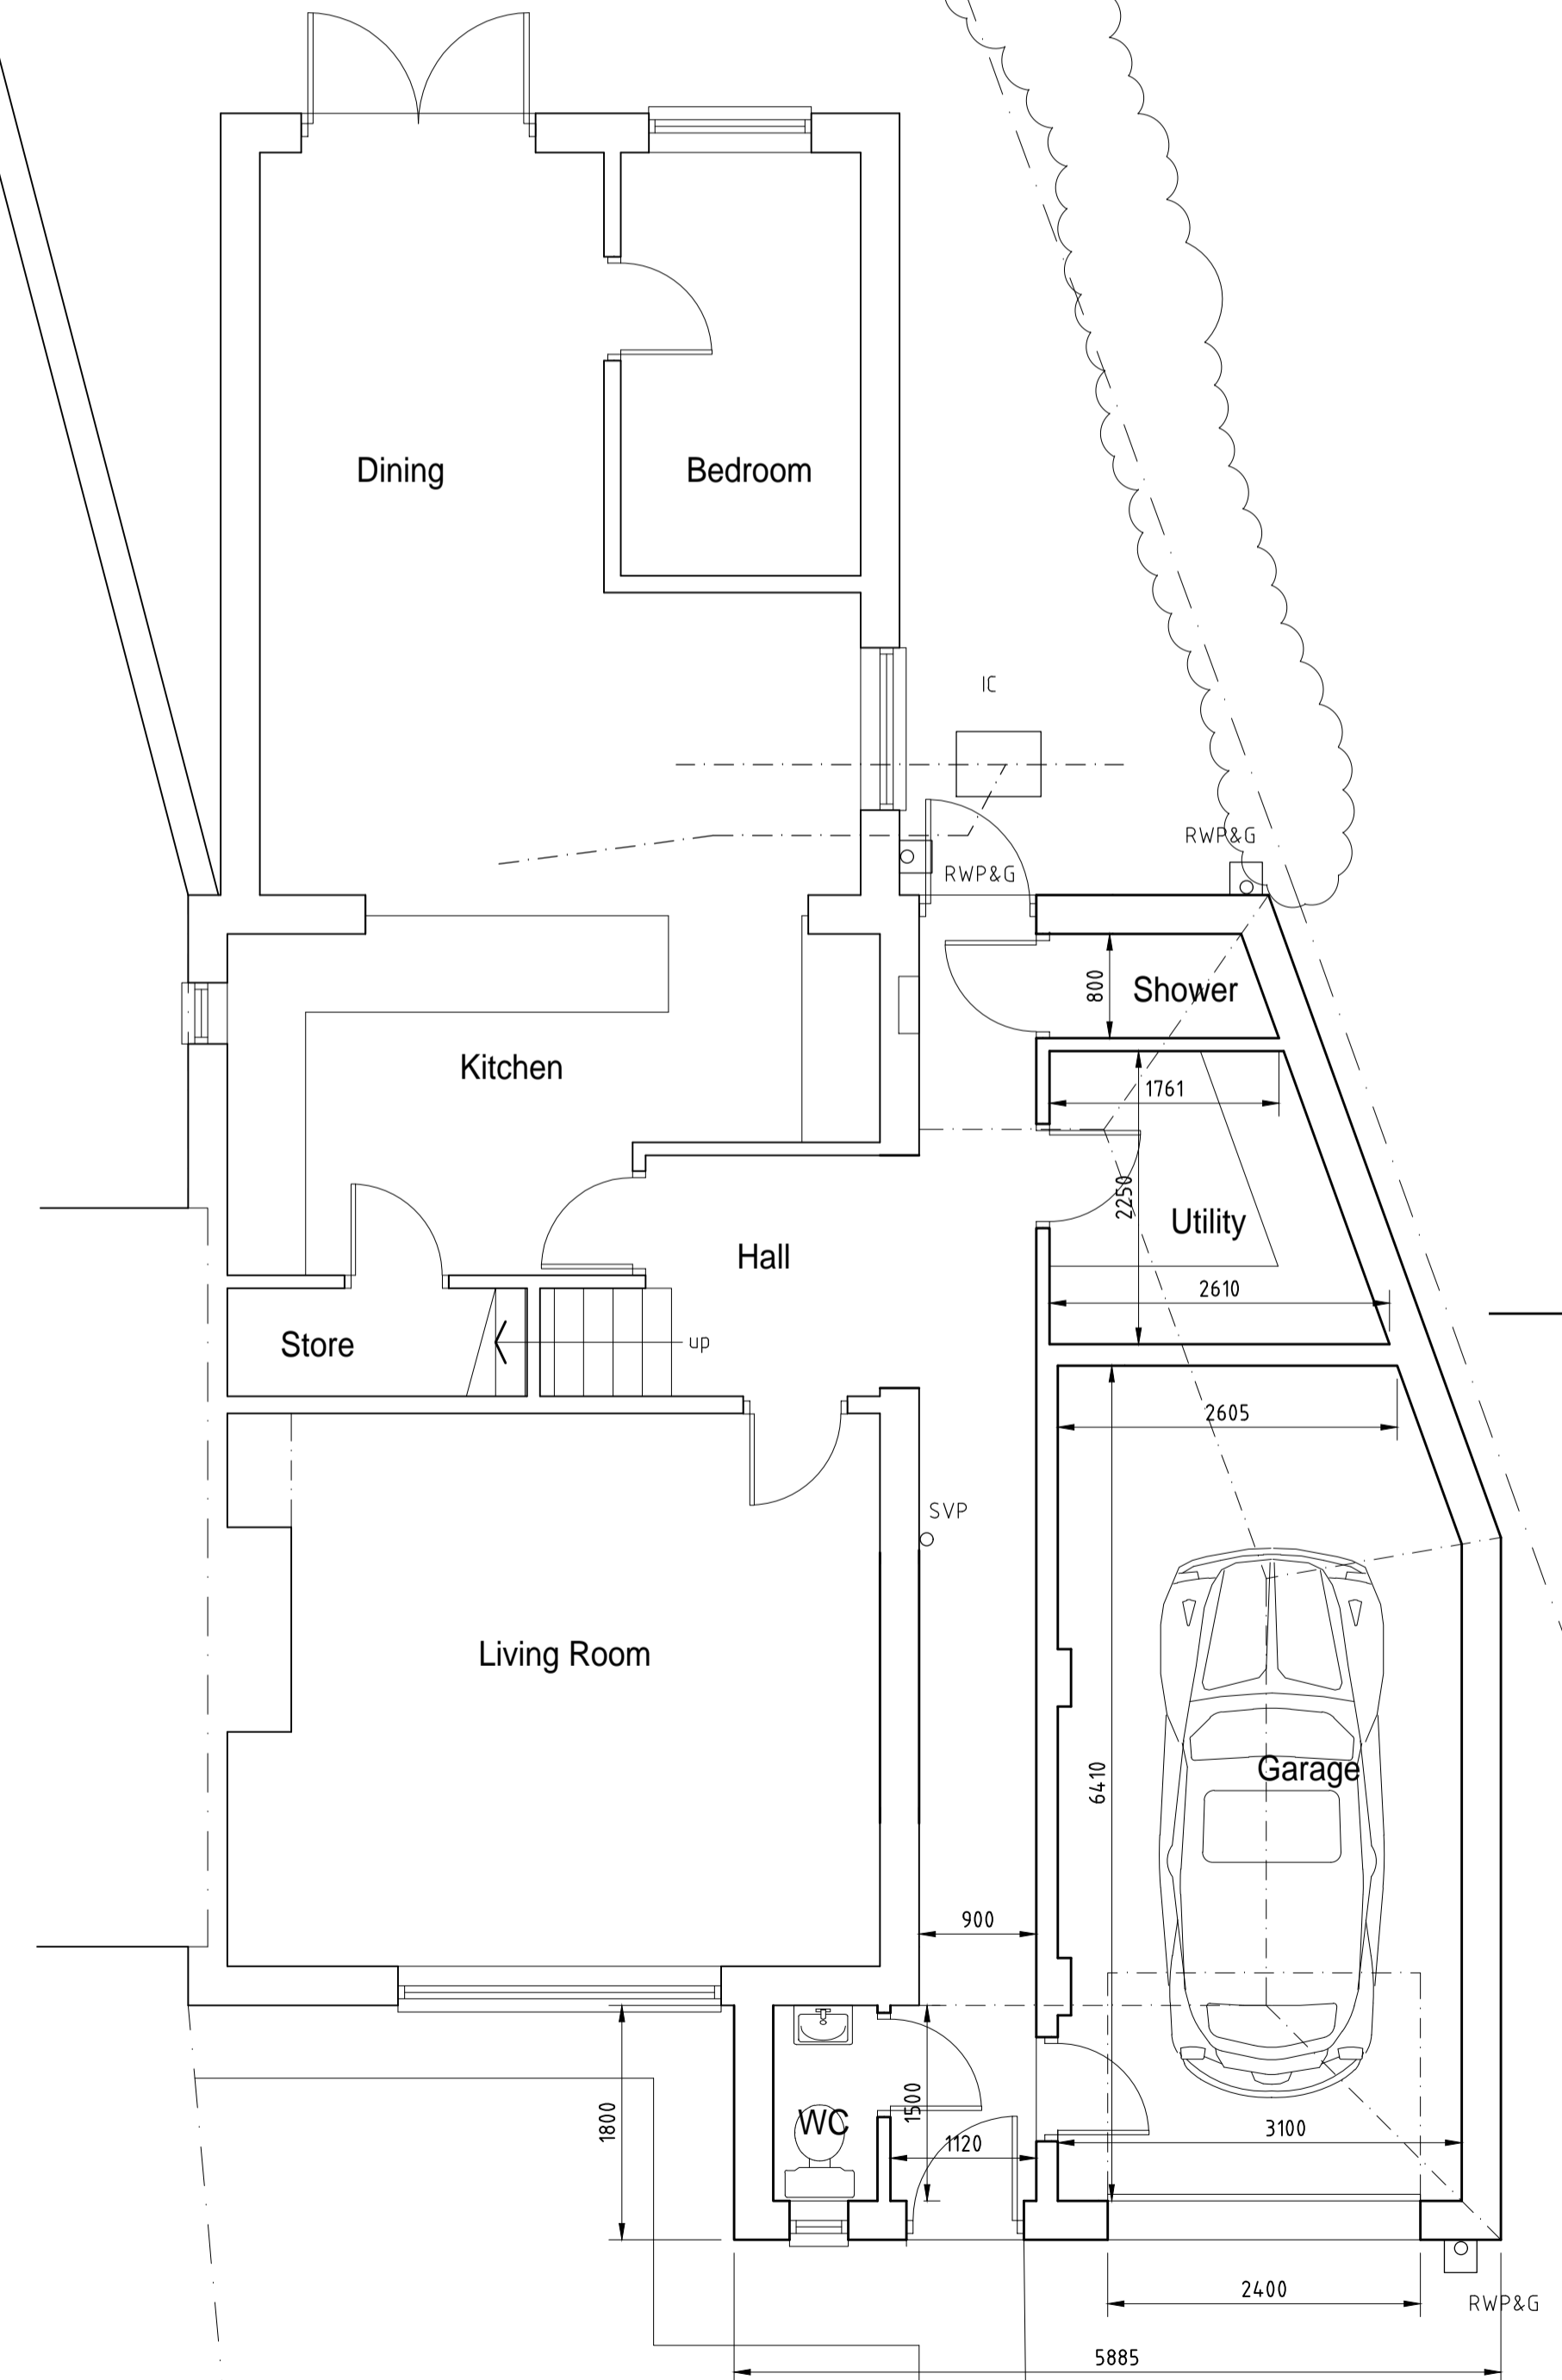 Dining
Bedroom
IC
RWP&G
RWP&G
800
Shower
Kitchen
1761
2250
Utility
Hall
2610
Store
up
2605
SVP
Living Room
Garage
6410
900
WC
1500
1800
1120
3100
2400
RWP&G
5885